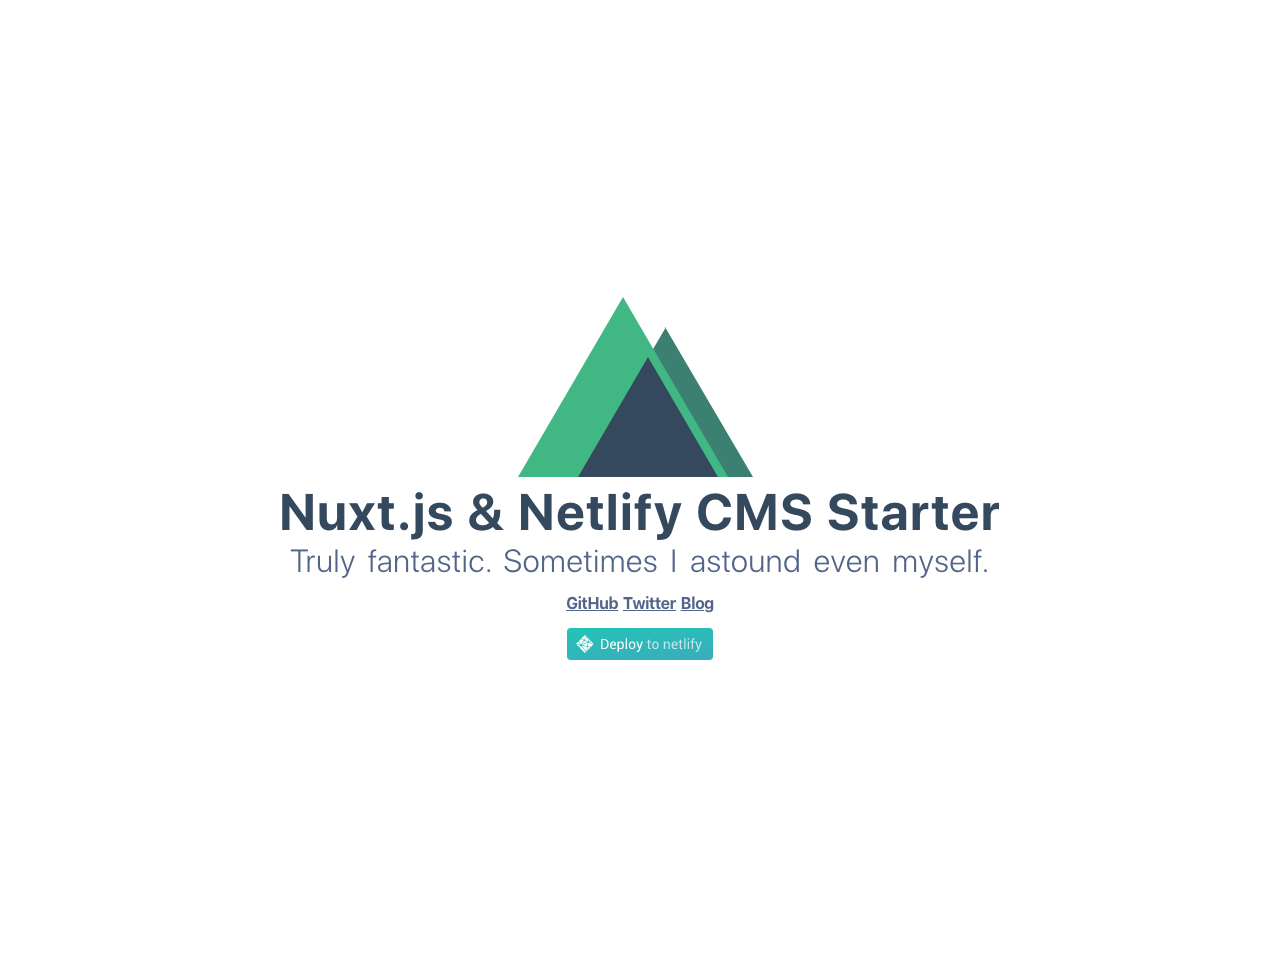 Nuxt.js & Netlify CMS Starter
Truly fantastic. Sometimes I astound even myself.
GitHub Twitter Blog
Deploy to netlify